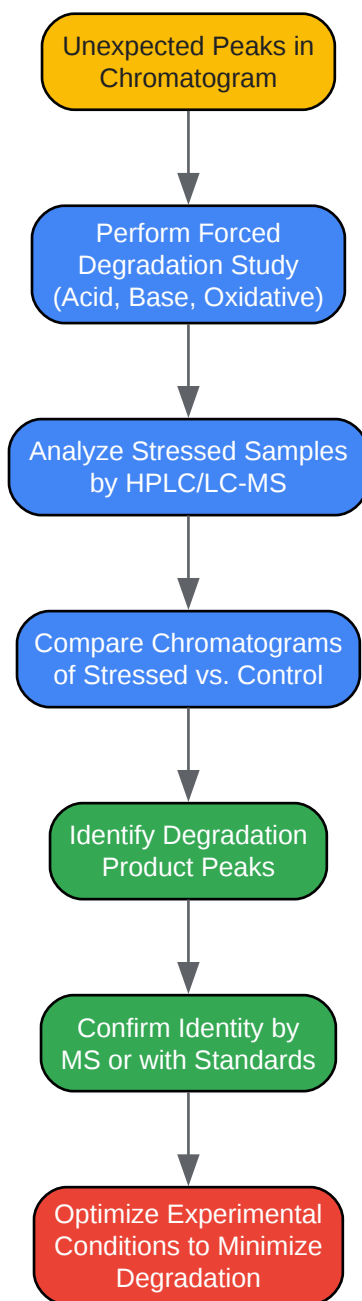 Unexpected Peaks in
Chromatogram
Perform Forced
Degradation Study
(Acid, Base, Oxidative)
Analyze Stressed Samples
by HPLC/LC-MS
Compare Chromatograms
of Stressed vs. Control
Identify Degradation
Product Peaks
Confirm Identity by
MS or with Standards
Optimize Experimental
Conditions to Minimize
Degradation